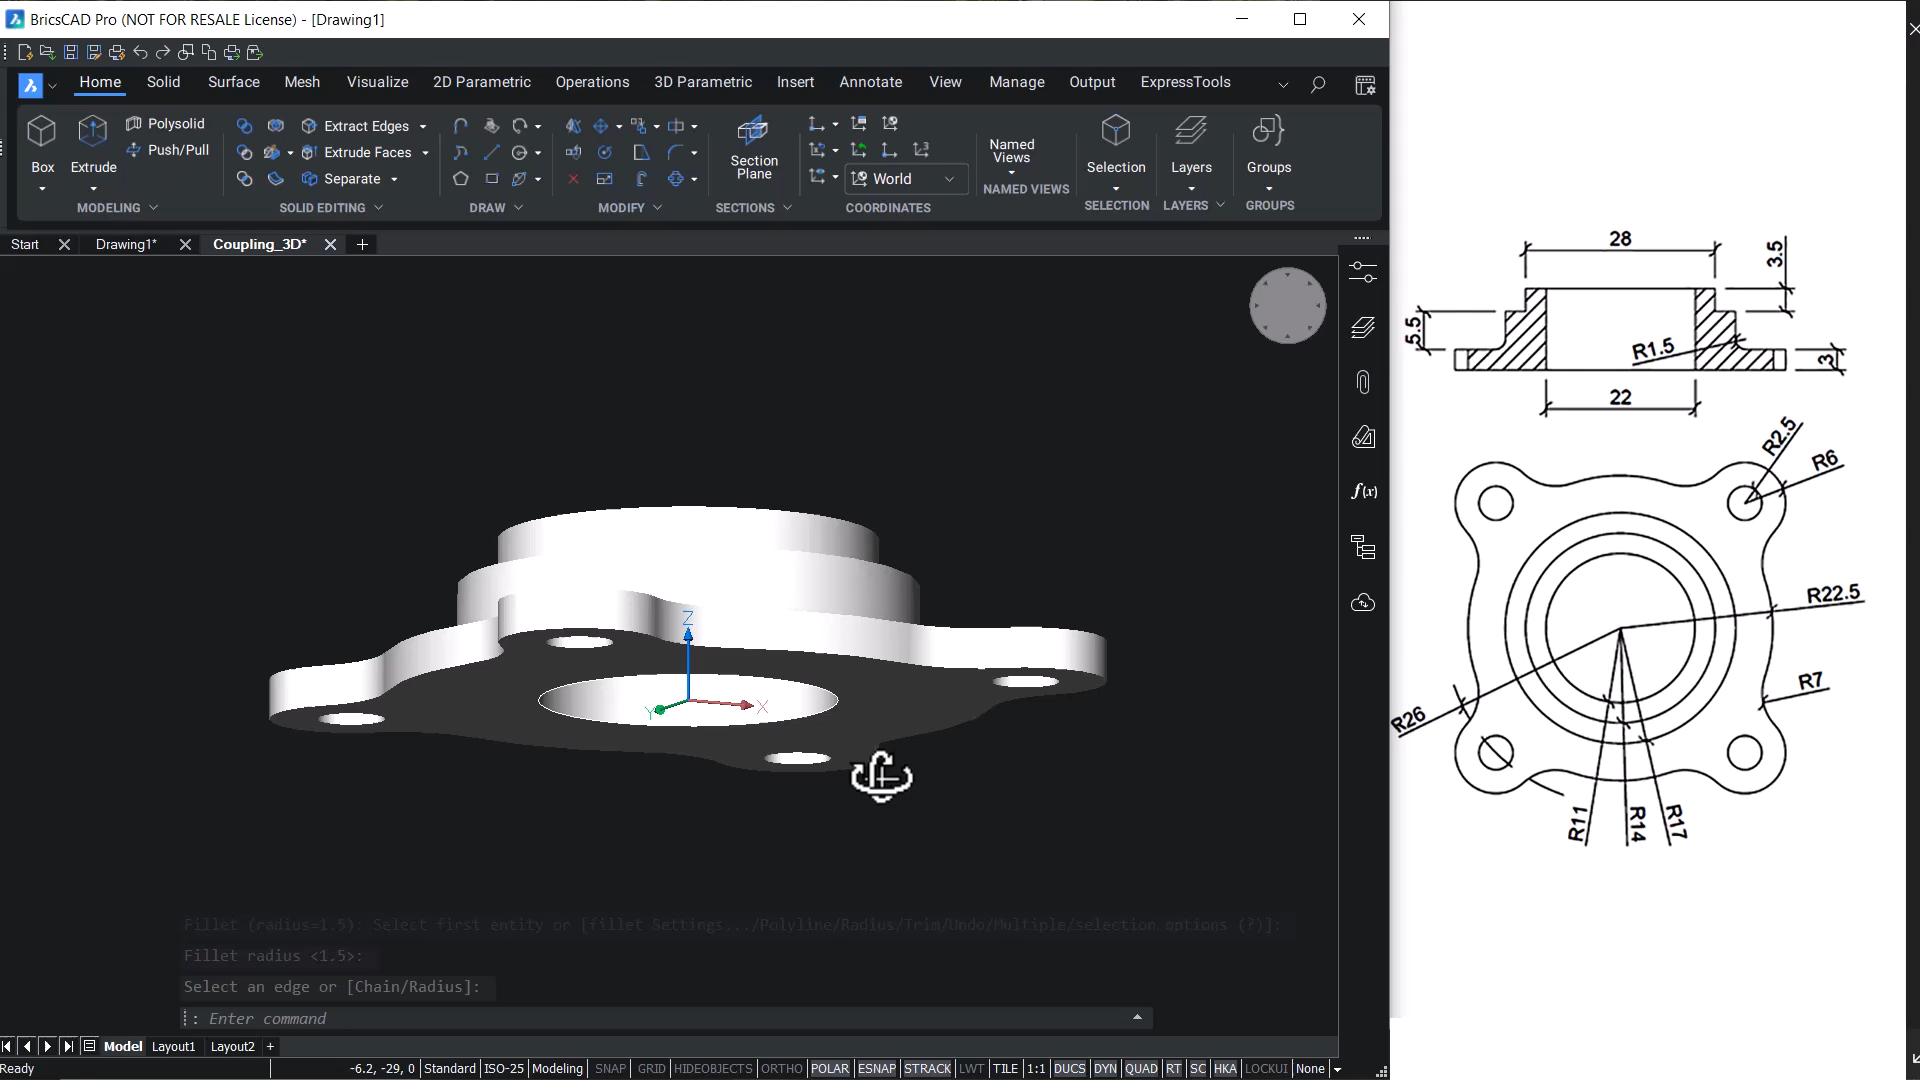 BricsCAD Pro (NOT FOR RESALE License) - [Drawing1]
Home Solid Surface Mesh Visualize 2D Parametric Operations 3D Parametric Insert Annotate View Manage Output ExpressTools
Box
Extrude
Polysolid
Push/Pull
MODELING
Extract Edges
Extrude Faces
Separate
SOLID EDITING
DRAW
MODIFY
Section
Plane
SECTIONS
World
COORDINATES
Named
Views
NAMED VIEWS
Selection
SELECTION
Layers
LAYERS
Groups
GROUPS
Start Drawing1* Coupling_3D*
f(x)
Z
Y
X
Fillet (radius=1.5): Select first entity or [fillet Settings.../Polyline/Radius/Trim/Undo/Multiple/selection options (?)]:
Fillet radius <1.5>:
Select an edge or [Chain/Radius]:
: Enter command
Model Layout1 Layout2 +
Ready
-6.2, -29, 0 Standard ISO-25 Modeling SNAP GRID HIDEOBJECTS ORTHO POLAR ESNAP STRACK LWT TILE 1:1 DUCS DYN QUAD RT SC HKA LOCKUI None
28
3.5
5.5
R1.5
3
22
R2.5
R6
R22.5
R7
R26
R11
R14
R17